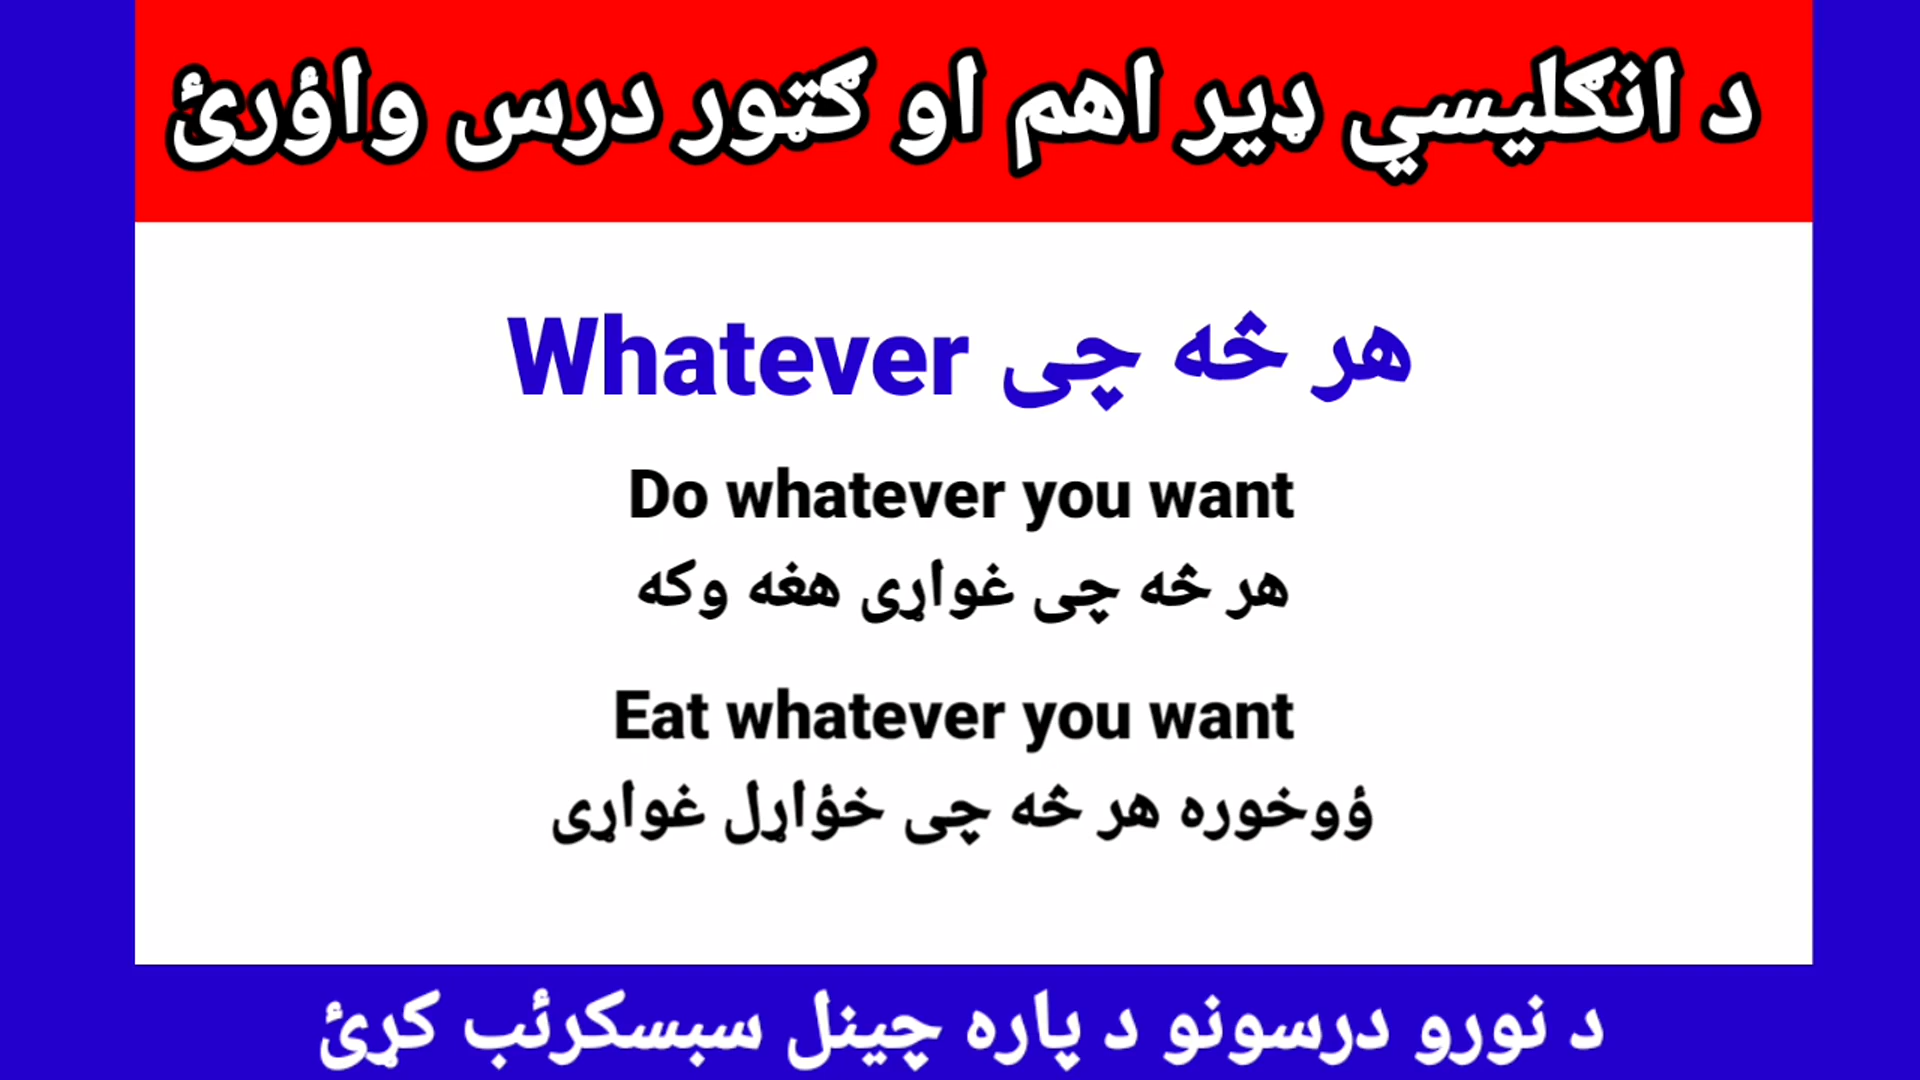 د انګلیسي ډیر اهم او ګټور درس واؤرئ
Whatever هر څه چی
Do whatever you want
هر څه چی غواړی هغه وکه
Eat whatever you want
ؤوخوره هر څه چی خؤاړل غواړی
د نورو درسونو د پاره چینل سبسکرئب کړئ